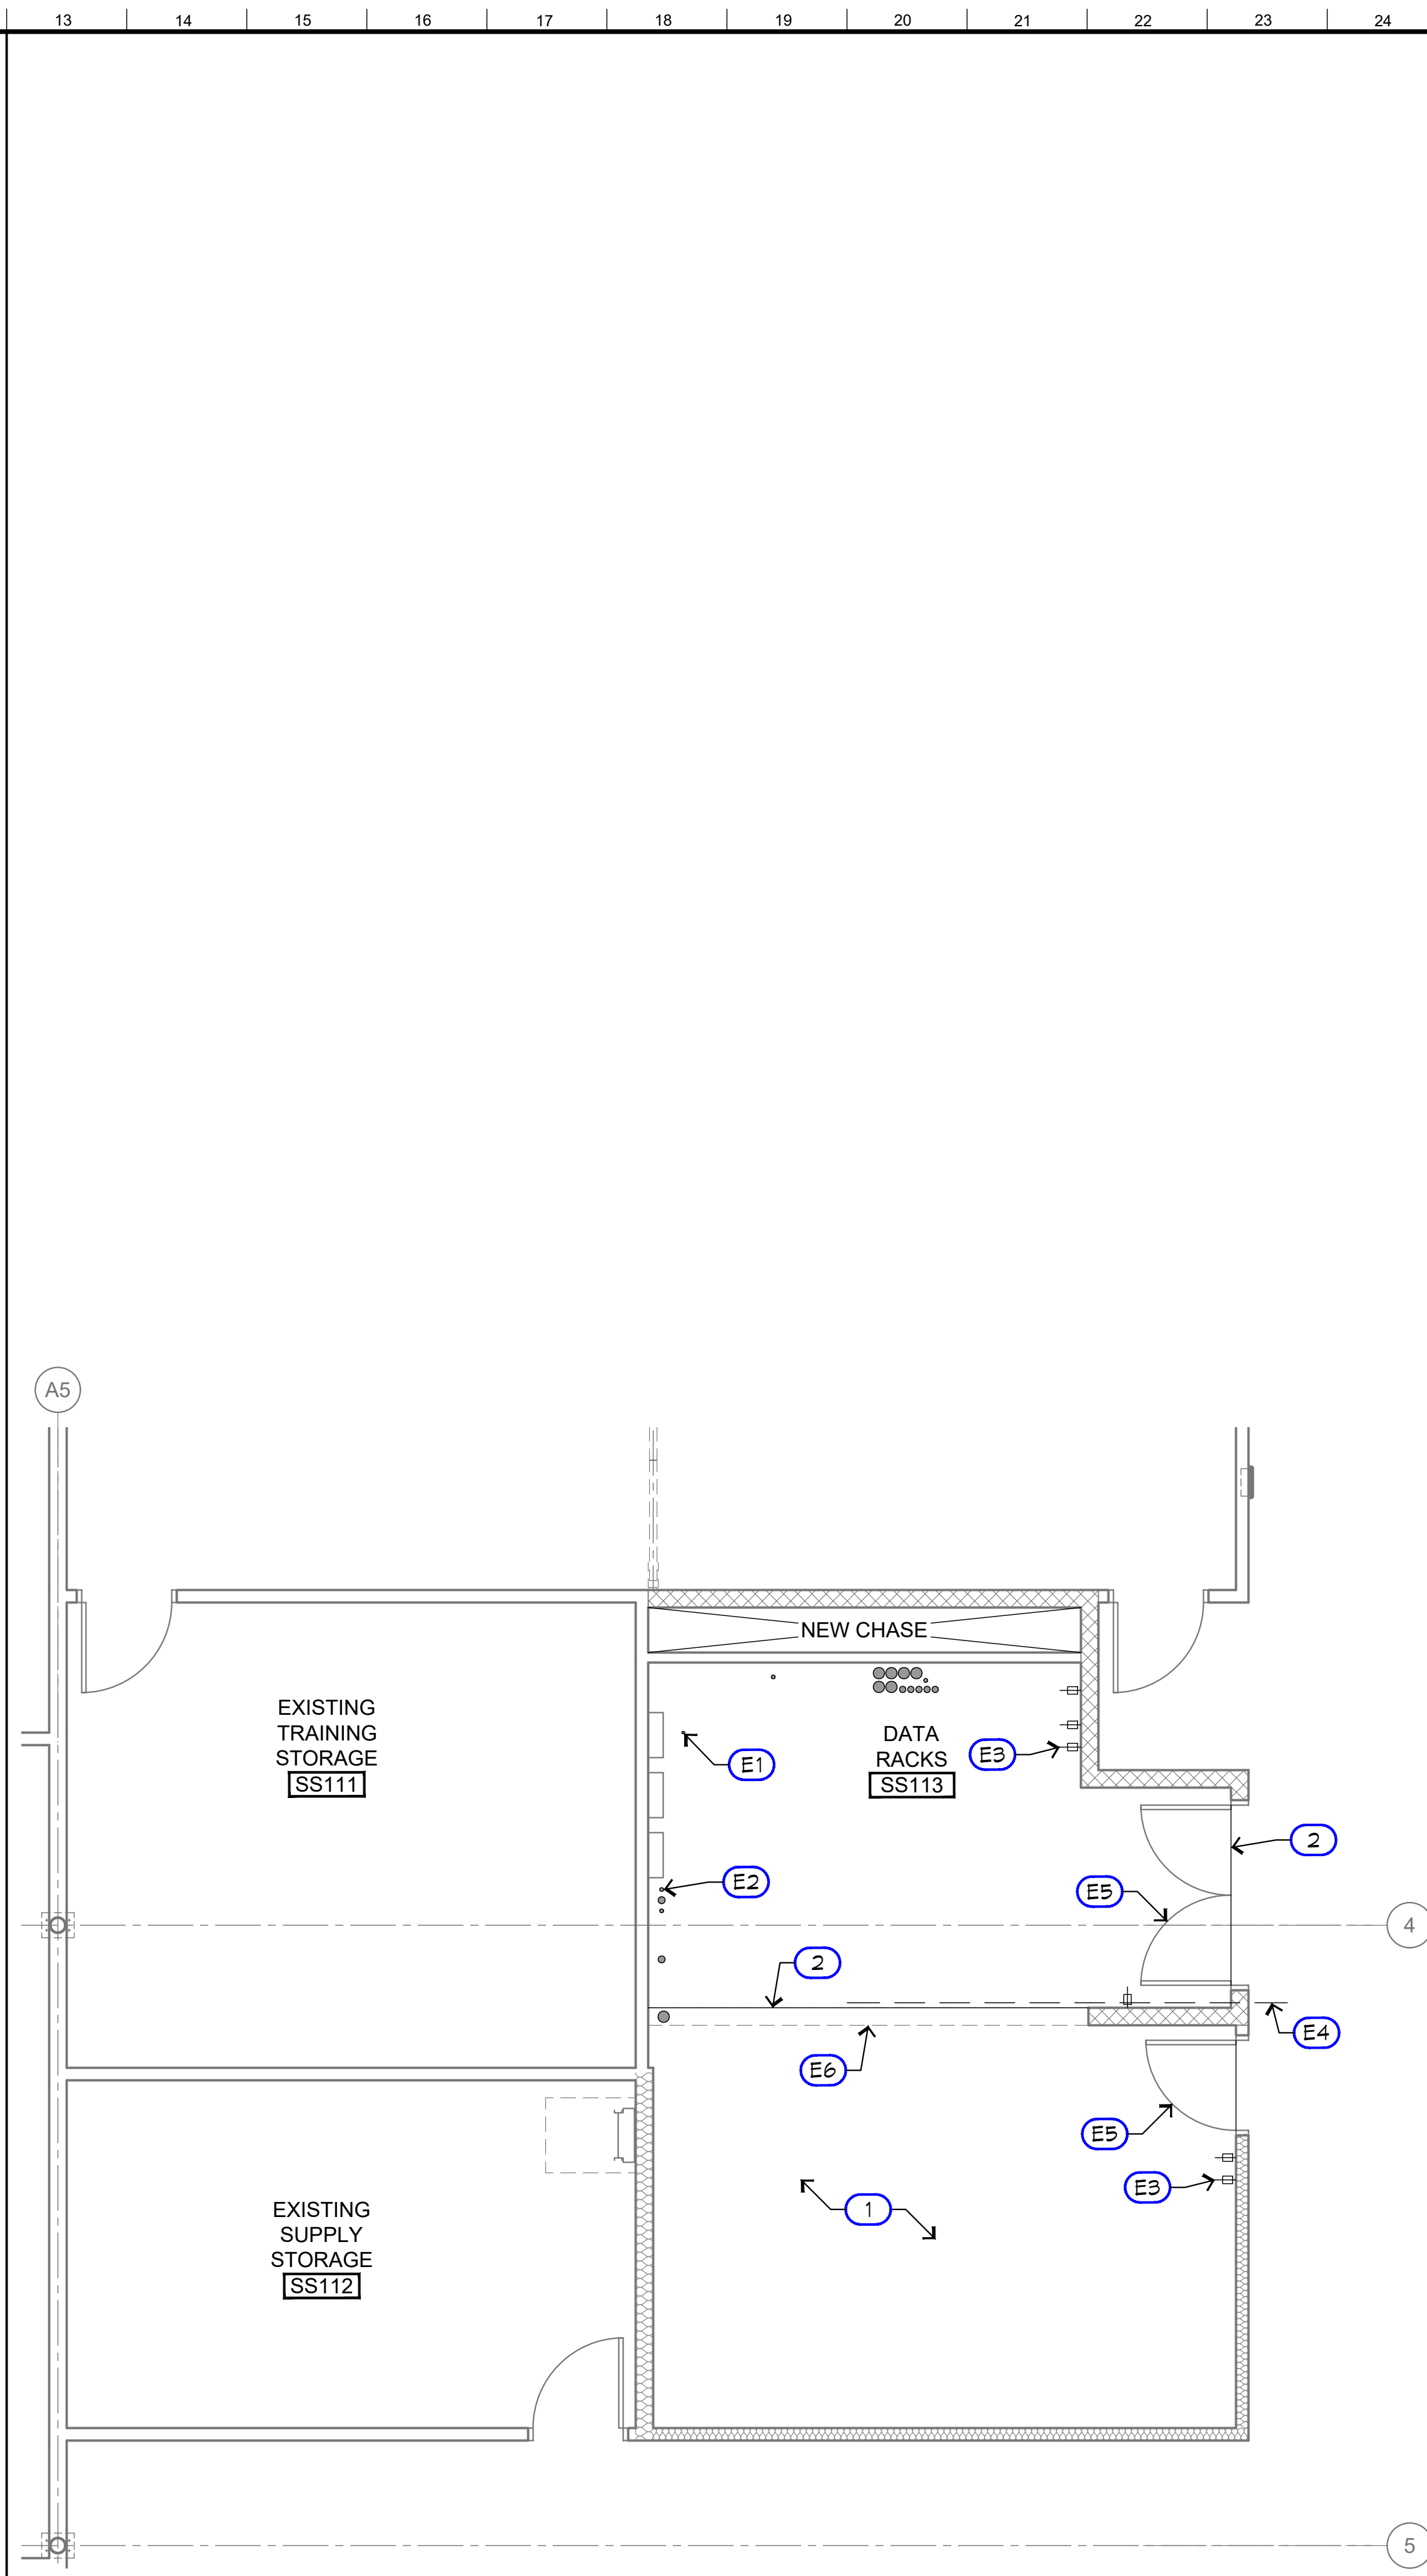 13 14 15 16 17 18 19 20 21 22 23 24
A5
NEW CHASE
EXISTING
TRAINING
STORAGE
SS111
DATA
RACKS
SS113
E3
E1
2
E2
E5
4
2
E4
E6
E5
E3
1
EXISTING
SUPPLY
STORAGE
SS112
5